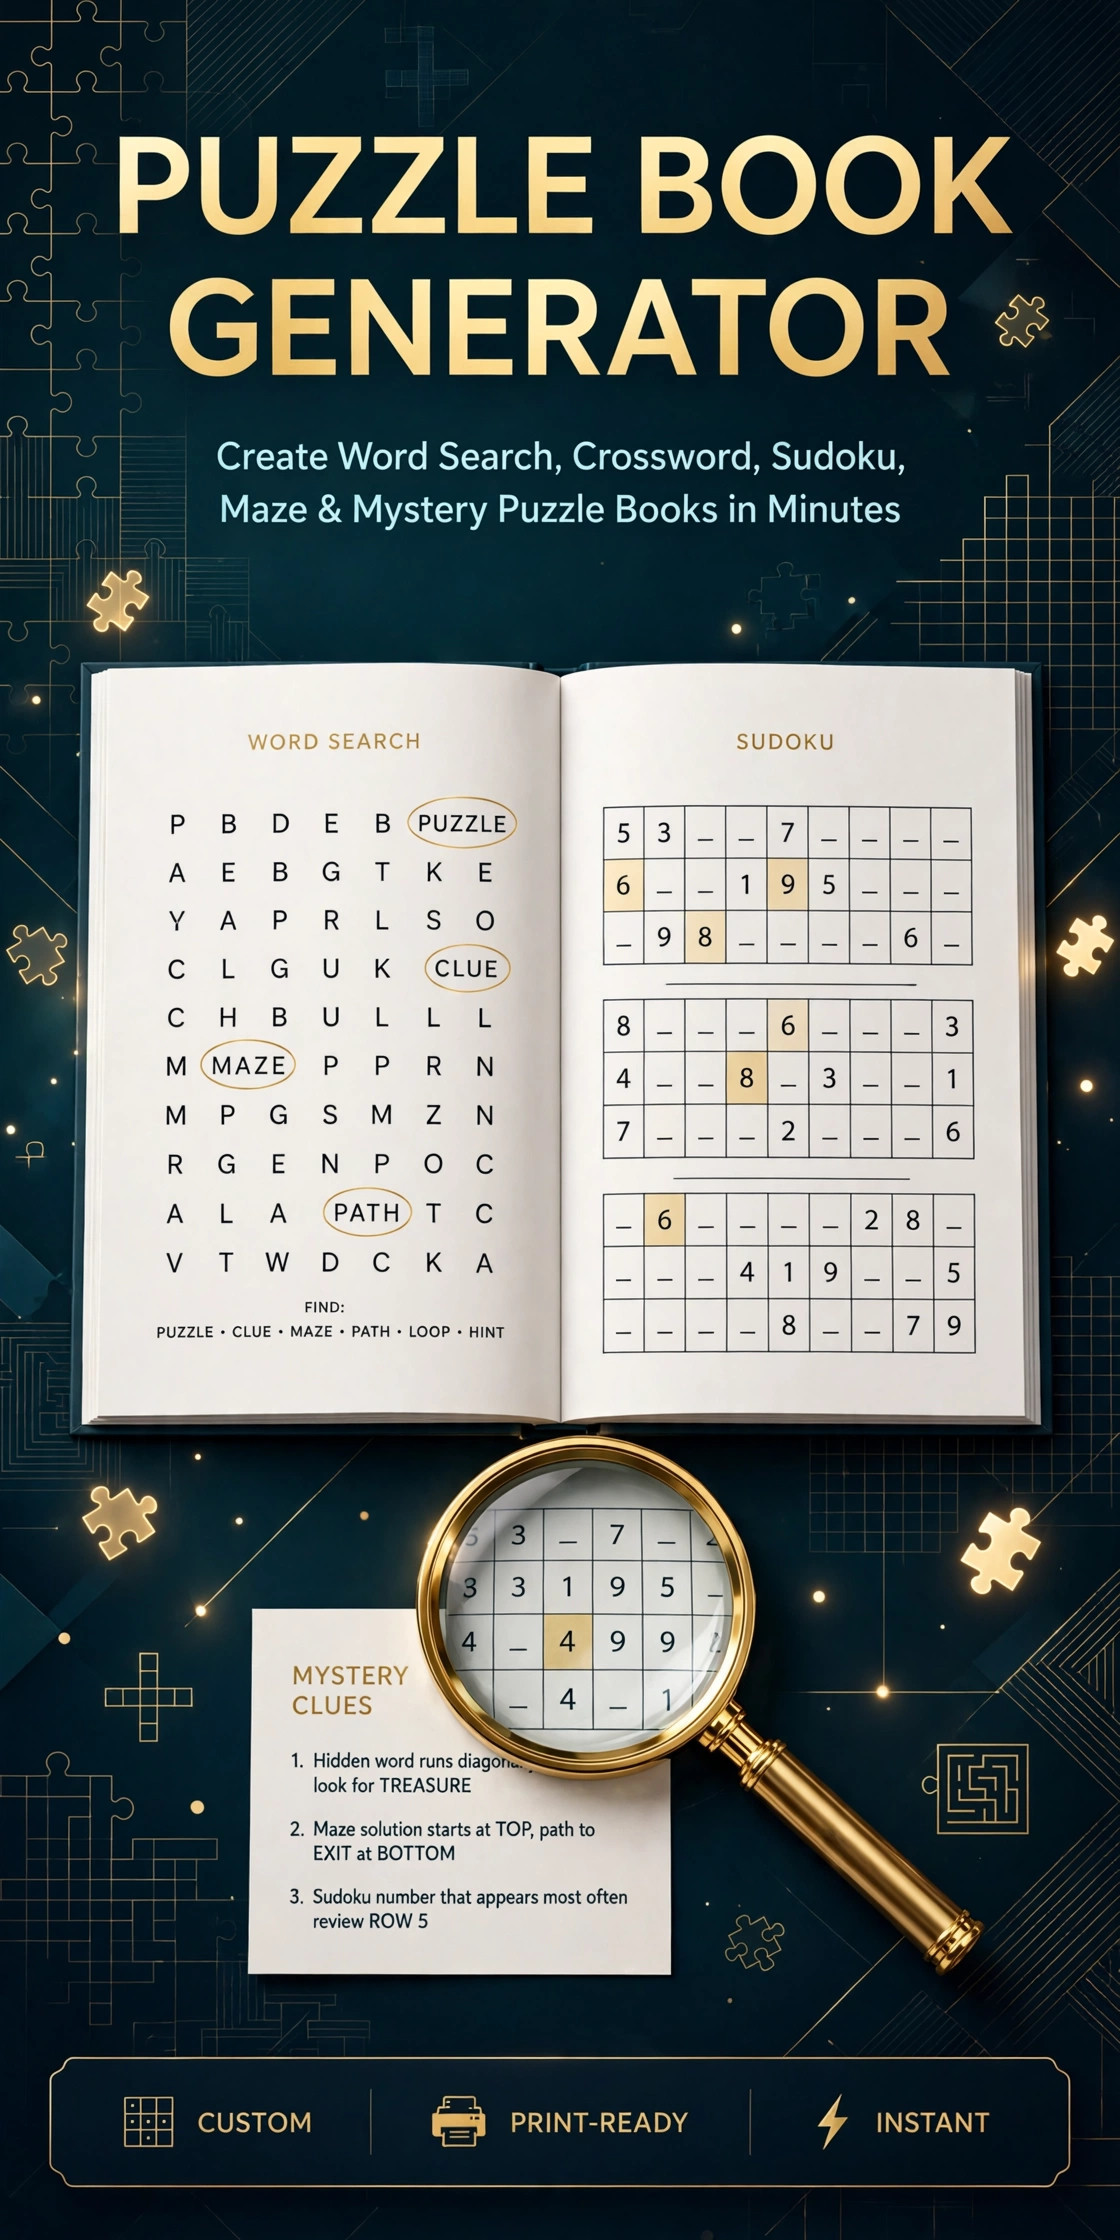 PUZZLE BOOK
GENERATOR
Create Word Search, Crossword, Sudoku,
Maze & Mystery Puzzle Books in Minutes
WORD SEARCH
P B D E B PUZZLE
A E B G T K E
Y A P R L S O
C L G U K CLUE
C H B U L L L
M MAZE P P R N
M P G S M Z N
R G E N P O C
A L A PATH T C
V T W D C K A
FIND:
PUZZLE • CLUE • MAZE • PATH • LOOP • HINT
SUDOKU
5 3 _ _ 7 _ _ _ _
6 _ _ 1 9 5 _ _ _
_ 9 8 _ _ _ _ 6 _
8 _ _ _ 6 _ _ _ 3
4 _ _ 8 _ 3 _ _ 1
7 _ _ _ 2 _ _ _ 6
_ 6 _ _ _ _ 2 8 _
_ _ _ 4 1 9 _ _ 5
_ _ _ _ 8 _ _ 7 9
3 _ 7 _
3 3 1 9 5 _
4 _ 4 9 9
_ 4 _ 1
MYSTERY
CLUES
1. Hidden word runs
look for TREASURE
2. Maze solution starts at TOP, path to
EXIT at BOTTOM
3. Sudoku number that appears most often
review ROW 5
CUSTOM
PRINT-READY
INSTANT